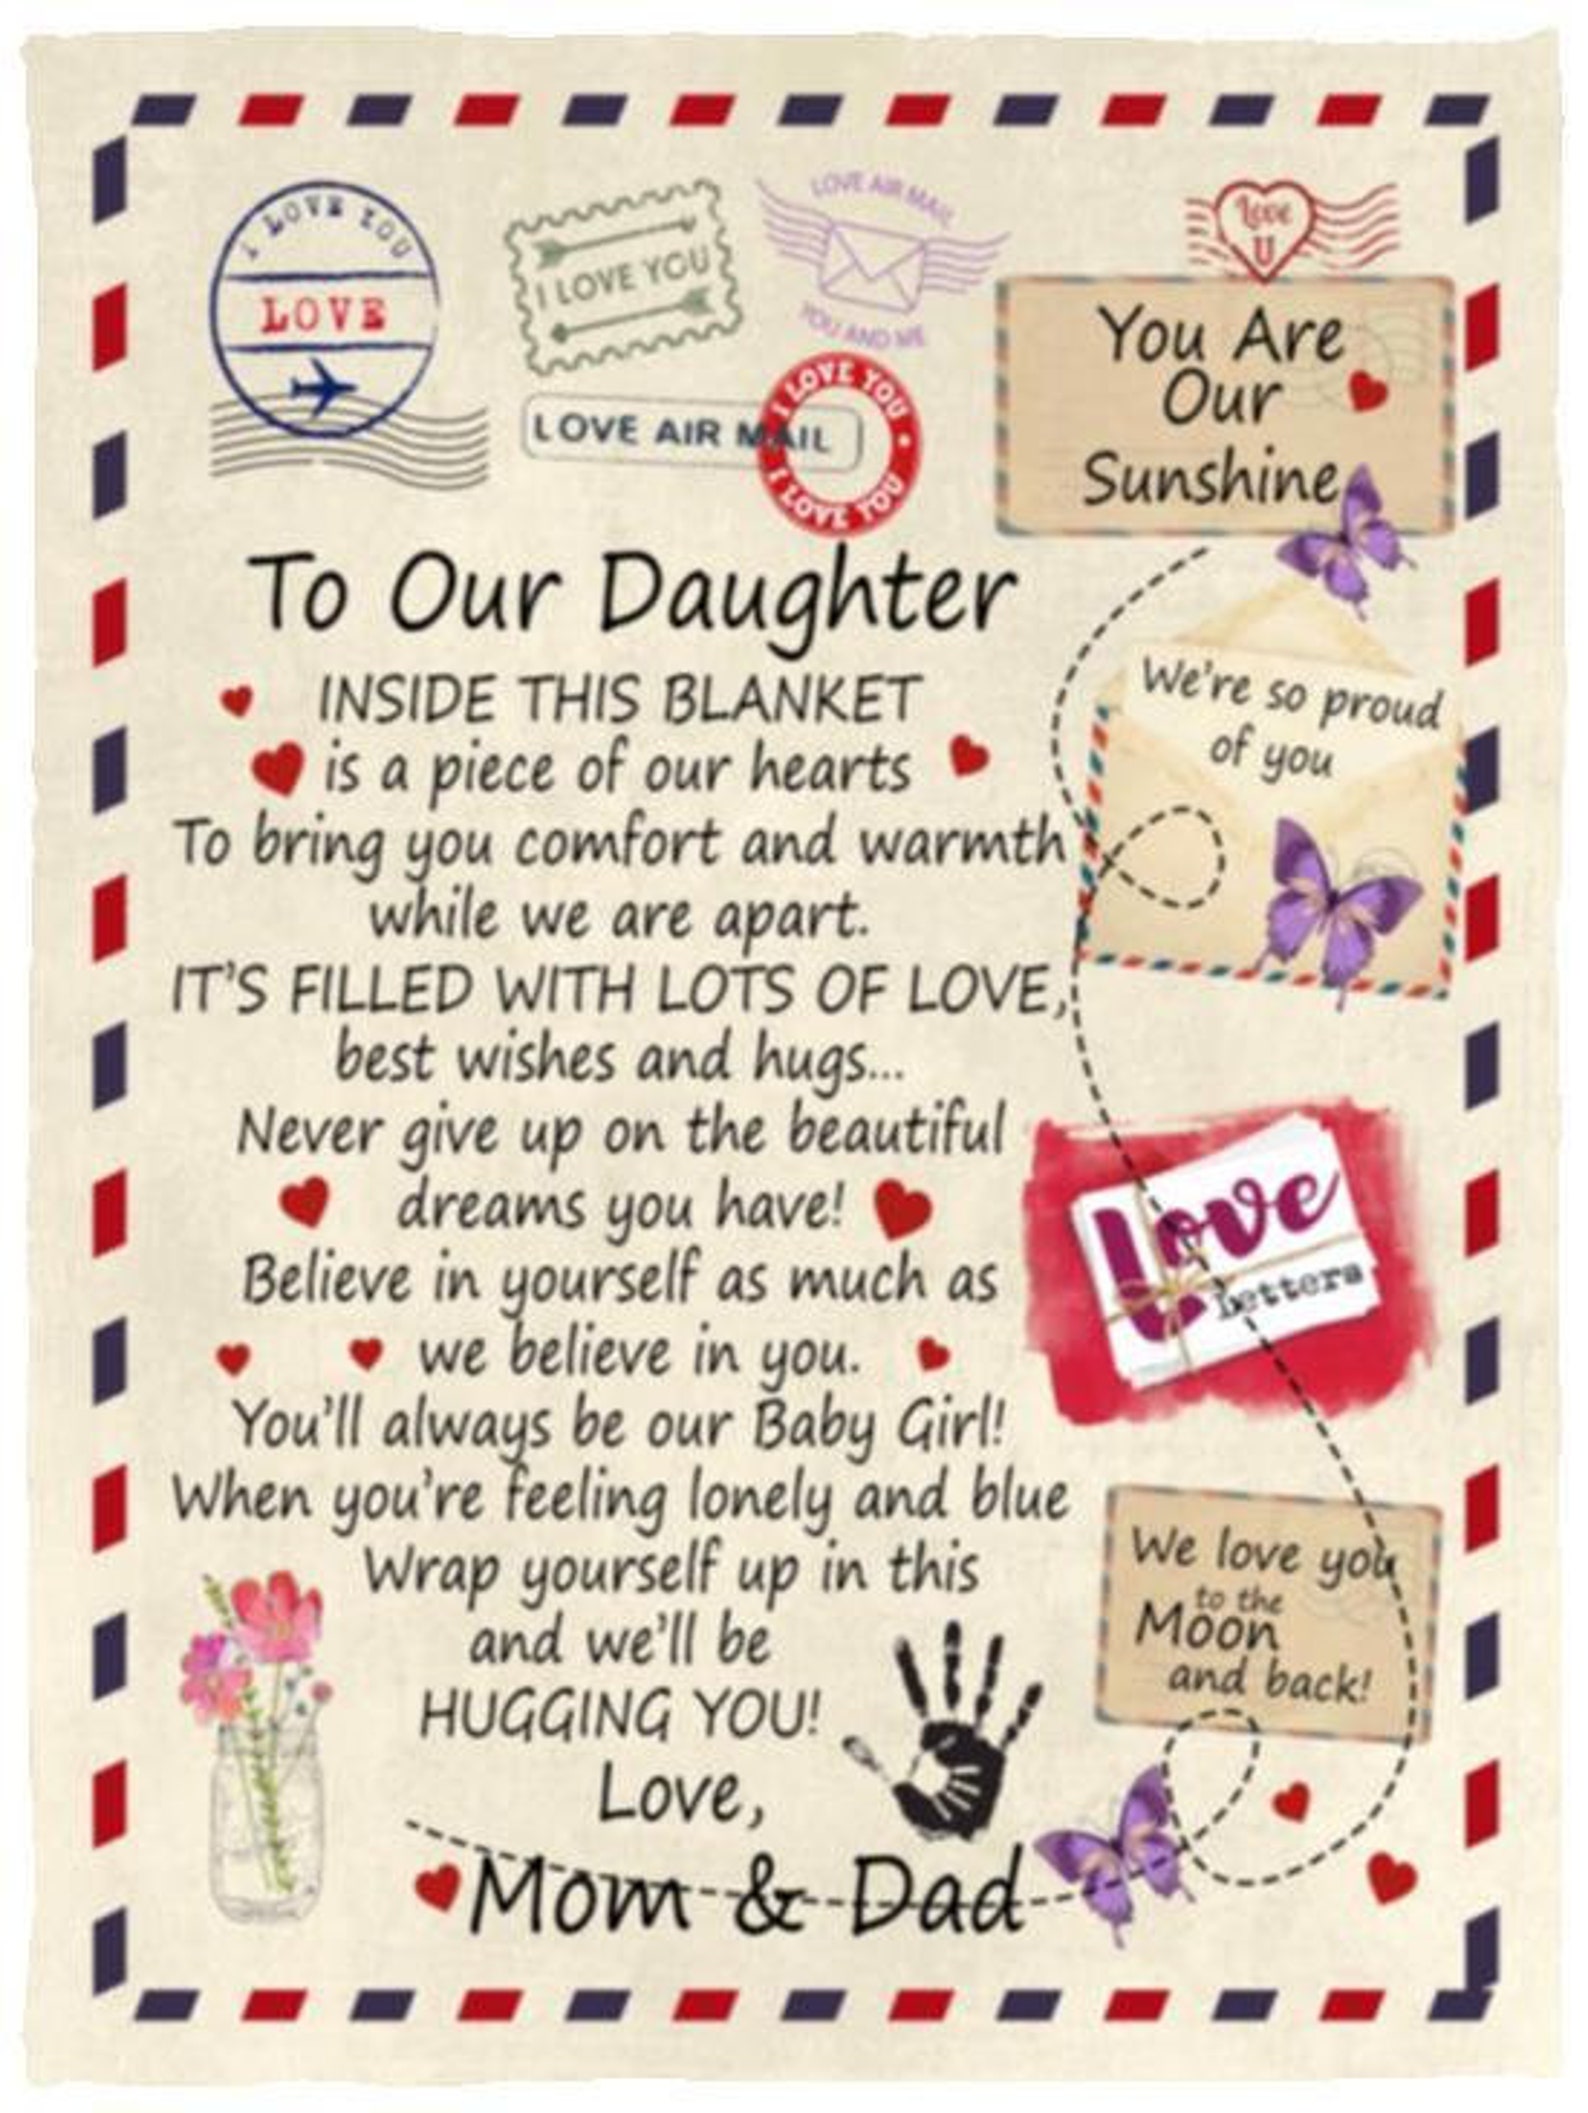 I LOVE YOU
LOVE
I LOVE YOU
LOVE AIR MAIL
YOU AND ME
LOVE AIR MAIL
I LOVE YOU • I LOVE YOU
Love
U
You Are
Our
Sunshine
To Our Daughter
INSIDE THIS BLANKET
is a piece of our hearts
To bring you comfort and warmth
while we are apart.
IT'S FILLED WITH LOTS OF LOVE,
best wishes and hugs...
Never give up on the beautiful
dreams you have!
Believe in yourself as much as
we believe in you.
You'll always be our Baby Girl!
When you're feeling lonely and blue
Wrap yourself up in this
and we'll be
HUGGING YOU!
Love,
Mom & Dad
We're so proud
of you
Love
Letters
We love you
to the
Moon
and back!